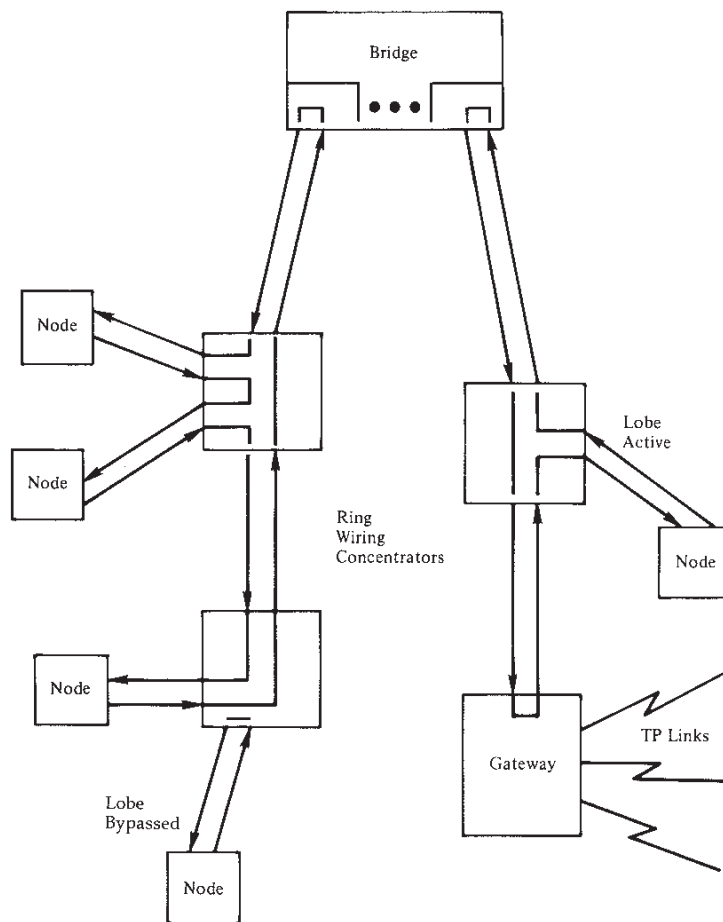 Bridge
Node
Node
Lobe
Active
Ring
Wiring
Concentrators
Node
Node
TP Links
Gateway
Lobe
Bypassed
Node